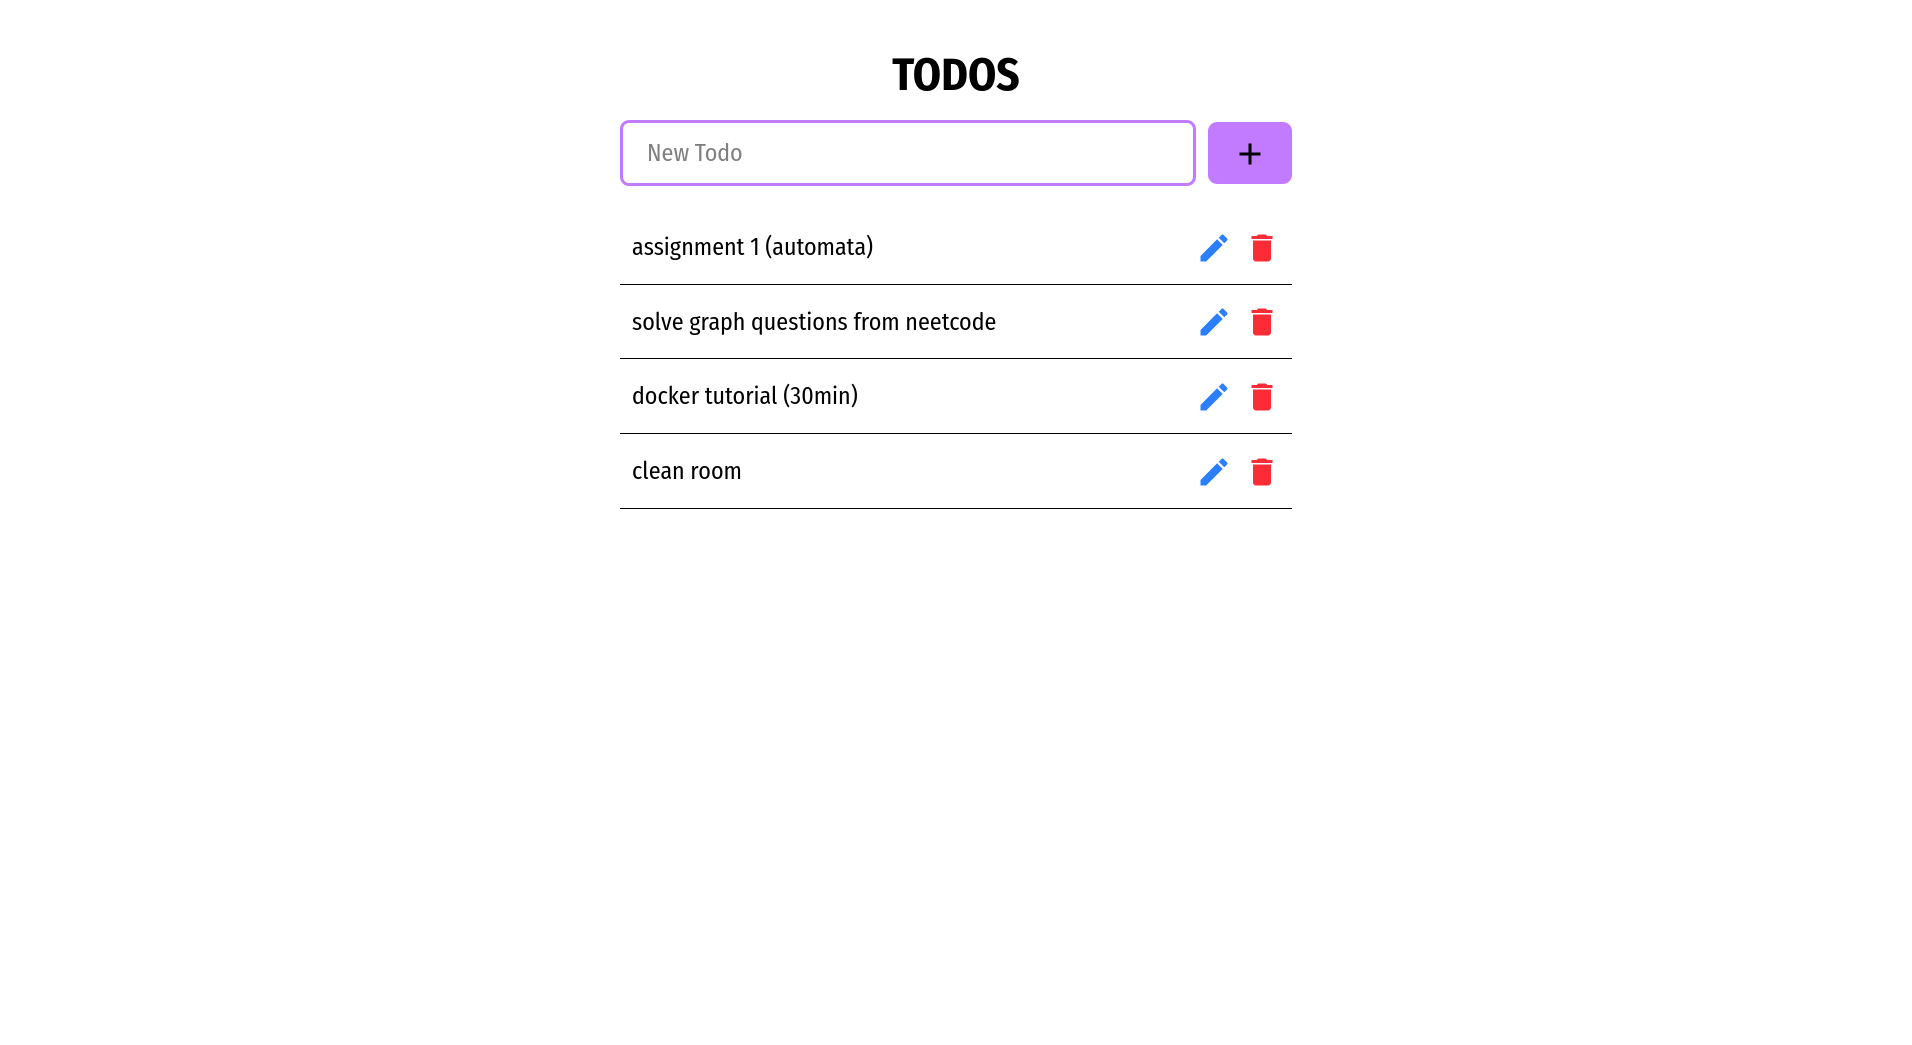 TODOS
New Todo
assignment 1 (automata)
solve graph questions from neetcode
docker tutorial (30min)
clean room